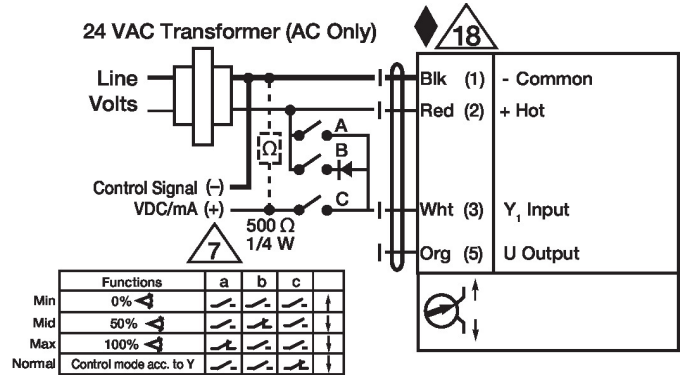 24 VAC Transformer (AC Only)
18
Line
Volts
Blk (1) - Common
Red (2) + Hot
A
Ω
B
Control Signal (–)
VDC/mA (+)
C
Wht (3) Y1 Input
500 Ω
1/4 W
7
Org (5) U Output
Functions a b c
Min 0%
Mid 50%
Max 100%
Normal Control mode acc. to Y